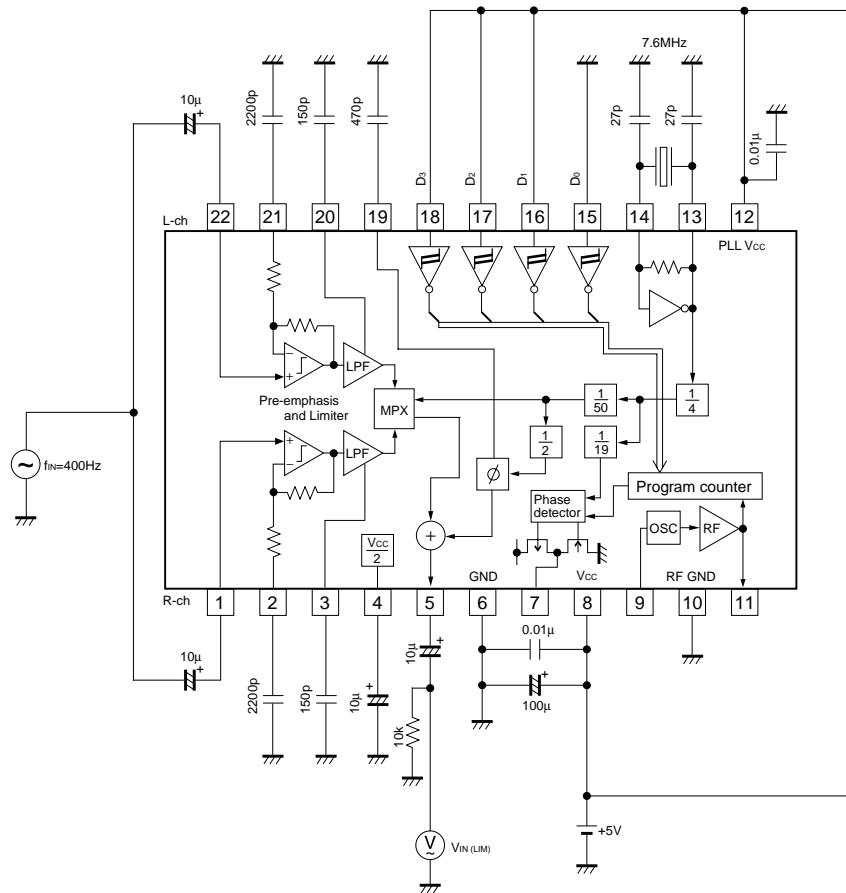 7.6MHz
10μ
+
2200p
150p
470p
D3
D2
D1
D0
27p
27p
0.01μ
L-ch
22
21
20
19
18
17
16
15
14
13
12
PLL VCC
−
+
LPF
Pre-emphasis
and Limiter
MPX
1
50
1
4
1
2
1
19
~
fIN=400Hz
+
−
LPF
ϕ
Phase
detector
Program counter
OSC
RF
+
VCC
2
GND
VCC
RF GND
R-ch
1
2
3
4
5
6
7
8
9
10
11
10μ
+
2200p
150p
10μ
+
10μ
+
10k
0.01μ
+
100μ
+5V
V
~
VIN (LIM)